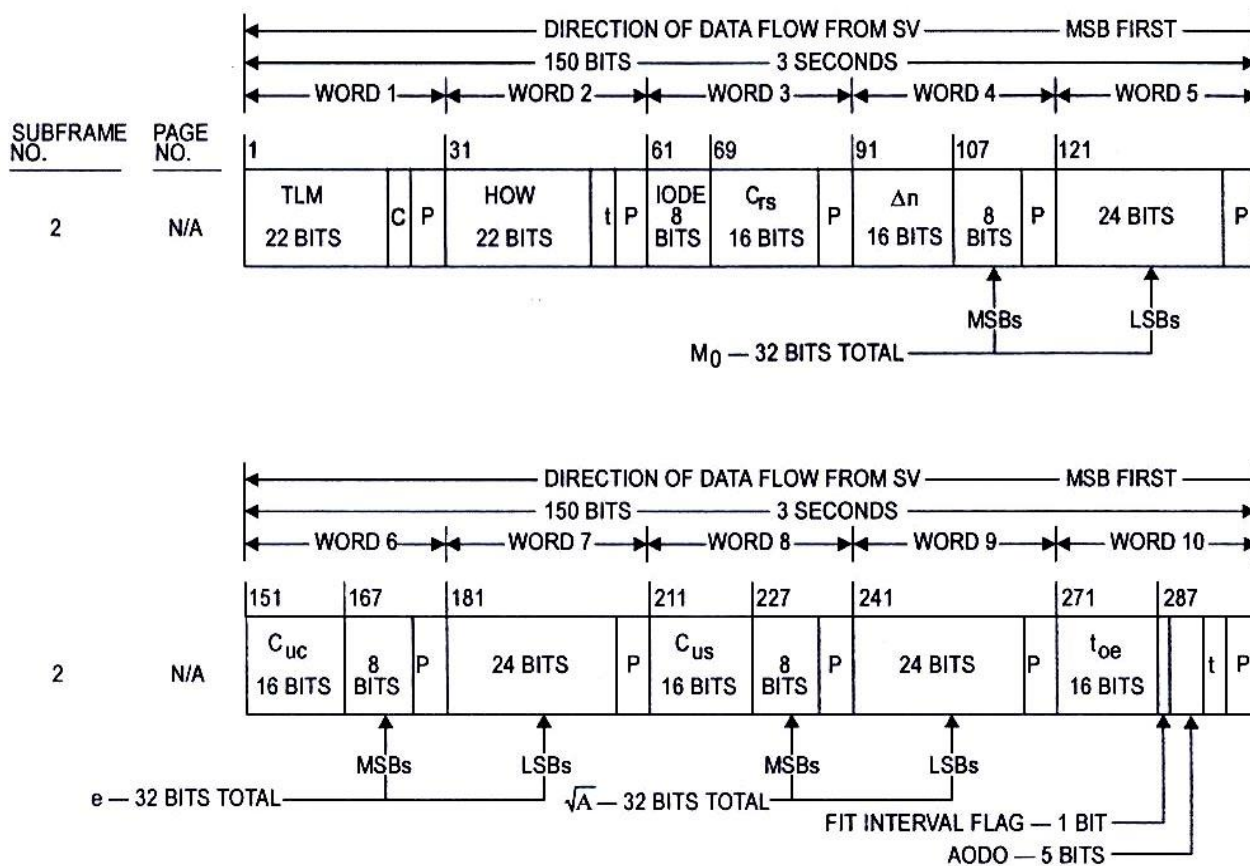 DIRECTION OF DATA FLOW FROM SV MSB FIRST
150 BITS 3 SECONDS
WORD 1 WORD 2 WORD 3 WORD 4 WORD 5
SUBFRAME NO. PAGE NO.
1 31 61 69 91 107 121
2 N/A
TLM 22 BITS C P HOW 22 BITS t P IODE 8 BITS Crs 16 BITS P Δn 16 BITS 8 BITS P 24 BITS P
MSBs LSBs
M0 — 32 BITS TOTAL
DIRECTION OF DATA FLOW FROM SV MSB FIRST
150 BITS 3 SECONDS
WORD 6 WORD 7 WORD 8 WORD 9 WORD 10
151 167 181 211 227 241 271 287
2 N/A
Cuc 16 BITS 8 BITS P 24 BITS P Cus 16 BITS 8 BITS P 24 BITS P toe 16 BITS t P
MSBs LSBs MSBs LSBs
e — 32 BITS TOTAL √A — 32 BITS TOTAL
FIT INTERVAL FLAG — 1 BIT
AODO — 5 BITS